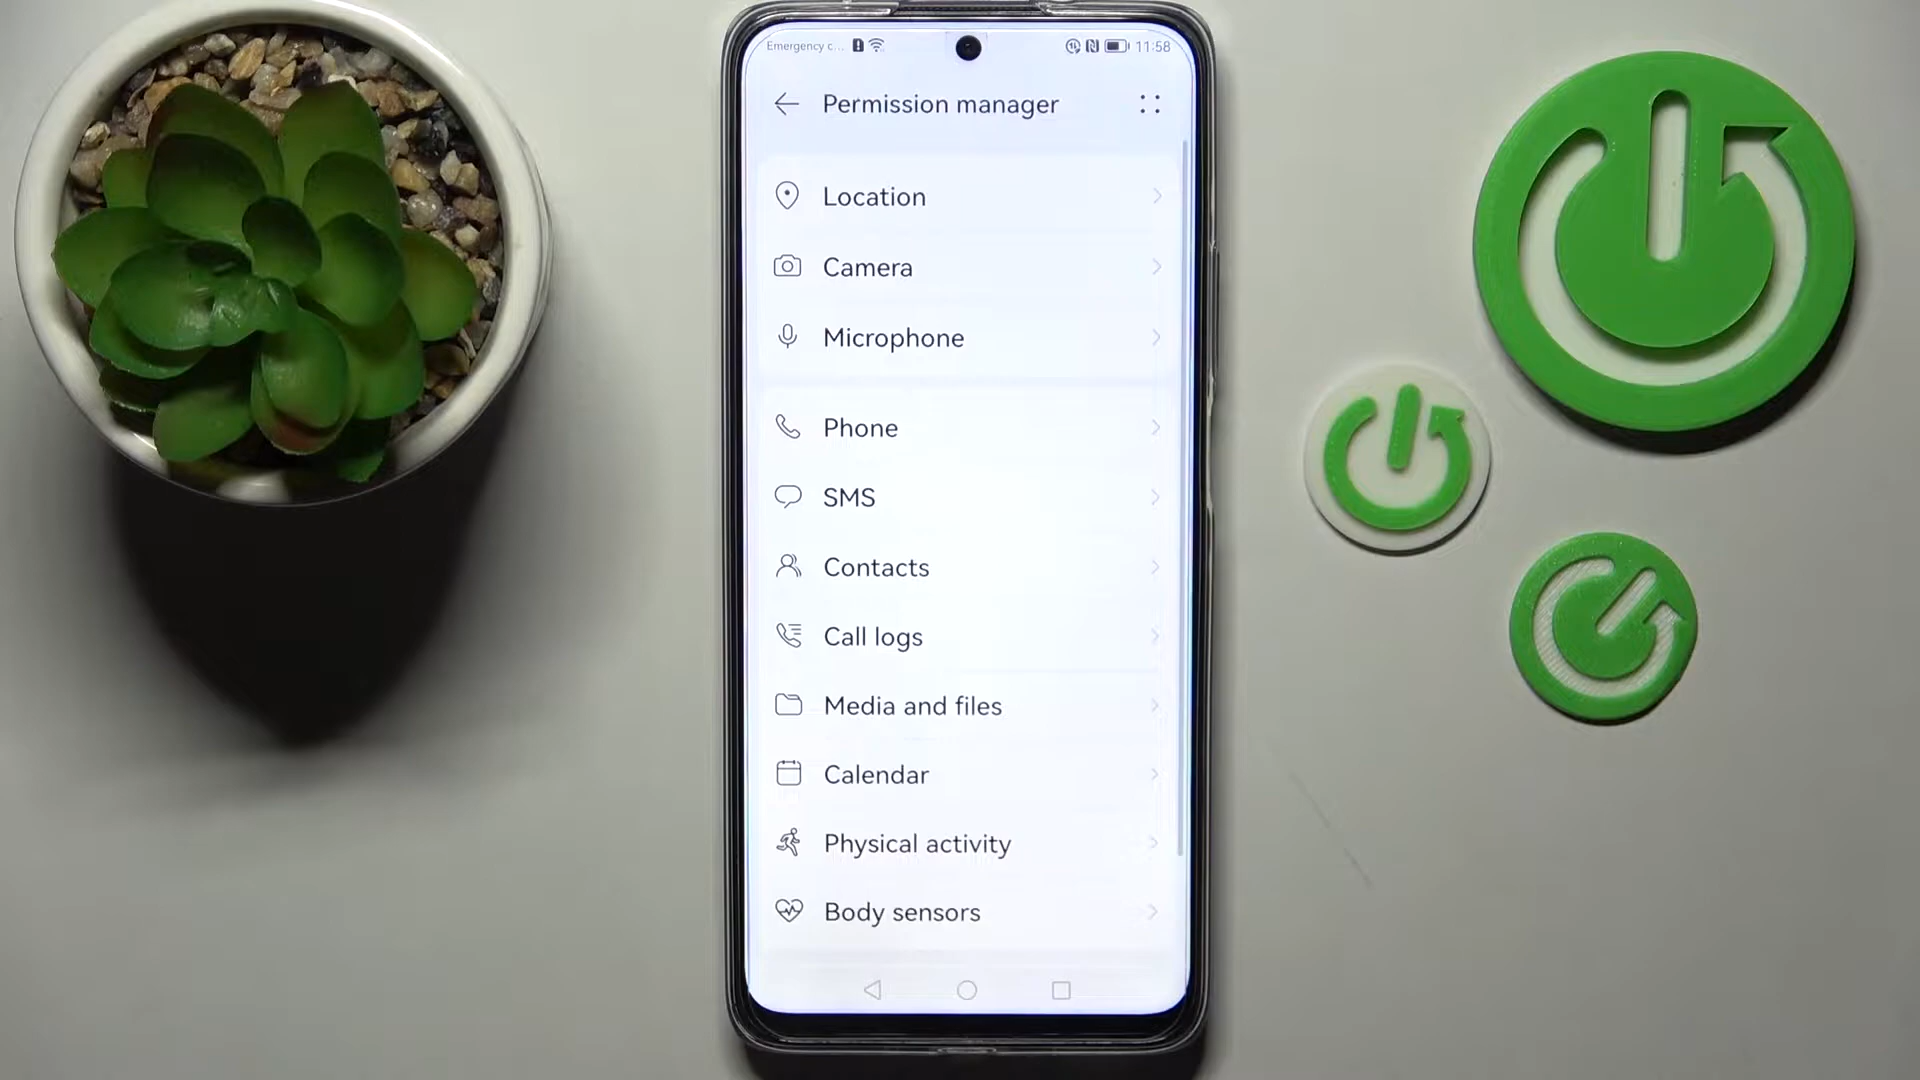 Emergency c... 11:58
Permission manager
Location
Camera
Microphone
Phone
SMS
Contacts
Call logs
Media and files
Calendar
Physical activity
Body sensors